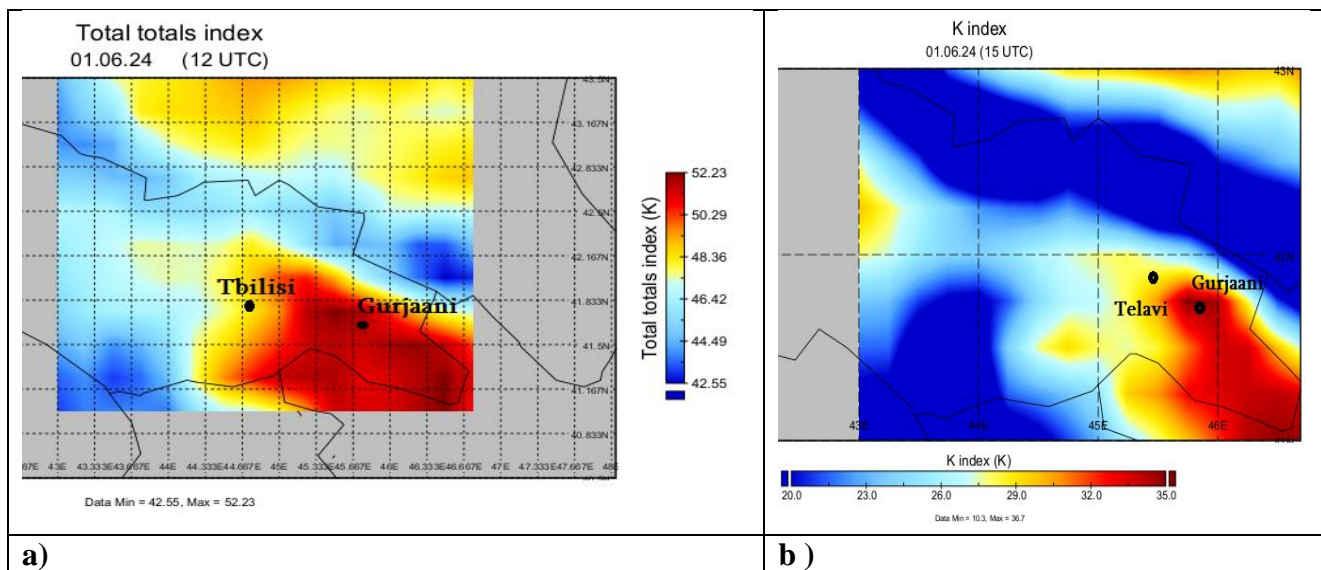 Total totals index
01.06.24 (12 UTC)
43.5N
43.167N
42.833N
42.5N
42.167N
41.833N
41.5N
41.167N
40.833N
Tbilisi
Gurjaani
67E 43E 43.333E 43.667E 44E 44.333E 44.667E 45E 45.333E 45.667E 46E 46.333E 46.667E 47E 47.333E 47.667E 48E
Total totals index (K)
52.23
50.29
48.36
46.42
44.49
42.55
Data Min = 42.55, Max = 52.23
a)
K index
01.06.24 (15 UTC)
43N
42N
Gurjaani
Telavi
43E 44E 45E 46E
K index (K)
20.0 23.0 26.0 29.0 32.0 35.0
Data Min = 10.3, Max = 36.7
b )